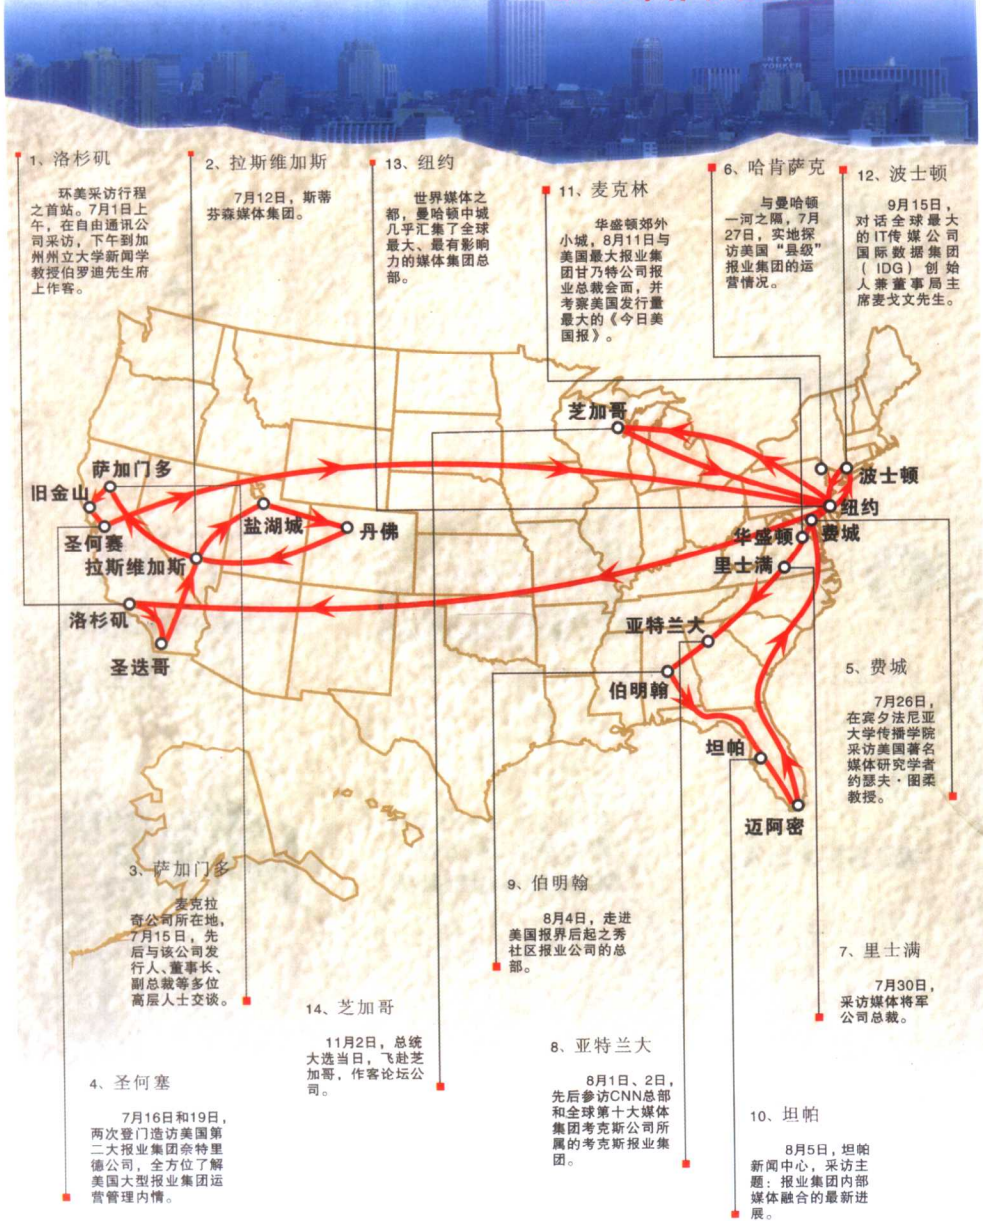 NEW
YORKER
1、洛杉矶
环美采访行程
之首站。7月1日上
午，在自由通讯公
司采访，下午到加
州州立大学新闻学
教授伯罗迪先生府
上作客。
2、拉斯维加斯
7月12日，斯蒂
芬森媒体集团。
13、纽约
世界媒体之
都，曼哈顿中城
几乎汇集了全球
最大、最有影响
力的媒体集团总
部。
11、麦克林
华盛顿郊外
小城，8月11日与
美国最大报业集
团甘乃特公司报
业总裁会面，并
考察美国发行量
最大的《今日美
国报》。
6、哈肯萨克
与曼哈顿
一河之隔，7月
27日，实地探
访美国“县级”
报业集团的运
营情况。
12、波士顿
9月15日，
对话全球最大
的IT传媒公司
国际数据集团
（IDG）创始
人兼董事局主
席麦戈文先生。
芝加哥
萨加门多
旧金山
圣何塞
盐湖城
丹佛
拉斯维加斯
洛杉矶
圣迭哥
波士顿
纽约
费城
华盛顿
里士满
亚特兰大
伯明翰
坦帕
迈阿密
5、费城
7月26日，
在宾夕法尼亚
大学传播学院
采访美国著名
媒体研究学者
约瑟夫·图柔
教授。
3、萨加门多
麦克拉
奇公司所在地，
7月15日，先
后与该公司发
行人、董事长、
副总裁等多位
高层人士交谈。
9、伯明翰
8月4日，走进
美国报界后起之秀
社区报业公司的总
部。
7、里士满
7月30日，
采访媒体将军
公司总裁。
14、芝加哥
11月2日，总统
大选当日，飞赴芝
加哥，作客论坛公
司。
8、亚特兰大
8月1日、2日，
先后参访CNN总部
和全球第十大媒体
集团考克斯公司所
属的考克斯报业集
团。
4、圣何塞
7月16日和19日，
两次登门造访美国第
二大报业集团奈特里
德公司，全方位了解
美国大型报业集团运
营管理内情。
10、坦帕
8月5日，坦帕
新闻中心，采访主
题：报业集团内部
媒体融合的最新进
展。